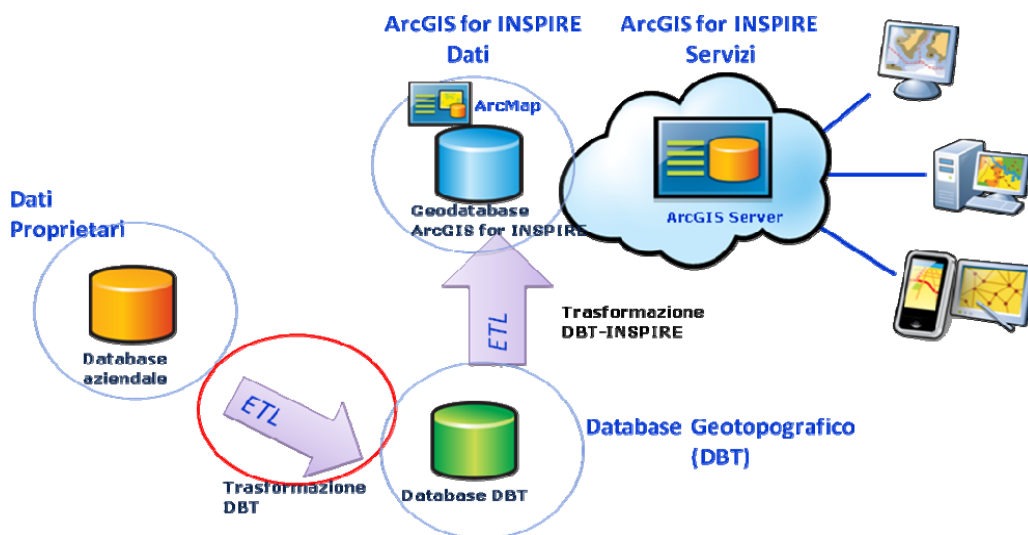 ArcGIS for INSPIRE
Dati
ArcGIS for INSPIRE
Servizi
ArcMap
Geodatabase
ArcGIS for INSPIRE
ArcGIS Server
Dati
Proprietari
Database
aziendale
ETL
Trasformazione
DBT
ETL
Trasformazione
DBT-INSPIRE
Database DBT
Database Geotopografico
(DBT)